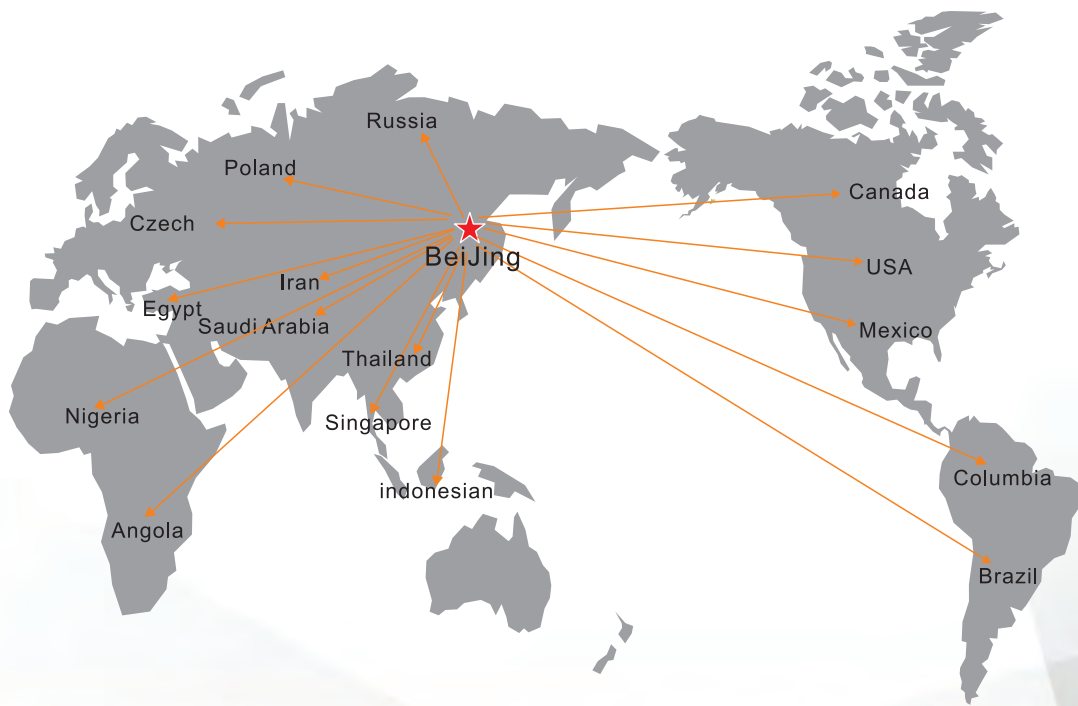 Russia
Poland
Canada
Czech
BeiJing
USA
Iran
Egypt
Saudi Arabia
Mexico
Thailand
Nigeria
Singapore
Columbia
indonesian
Angola
Brazil